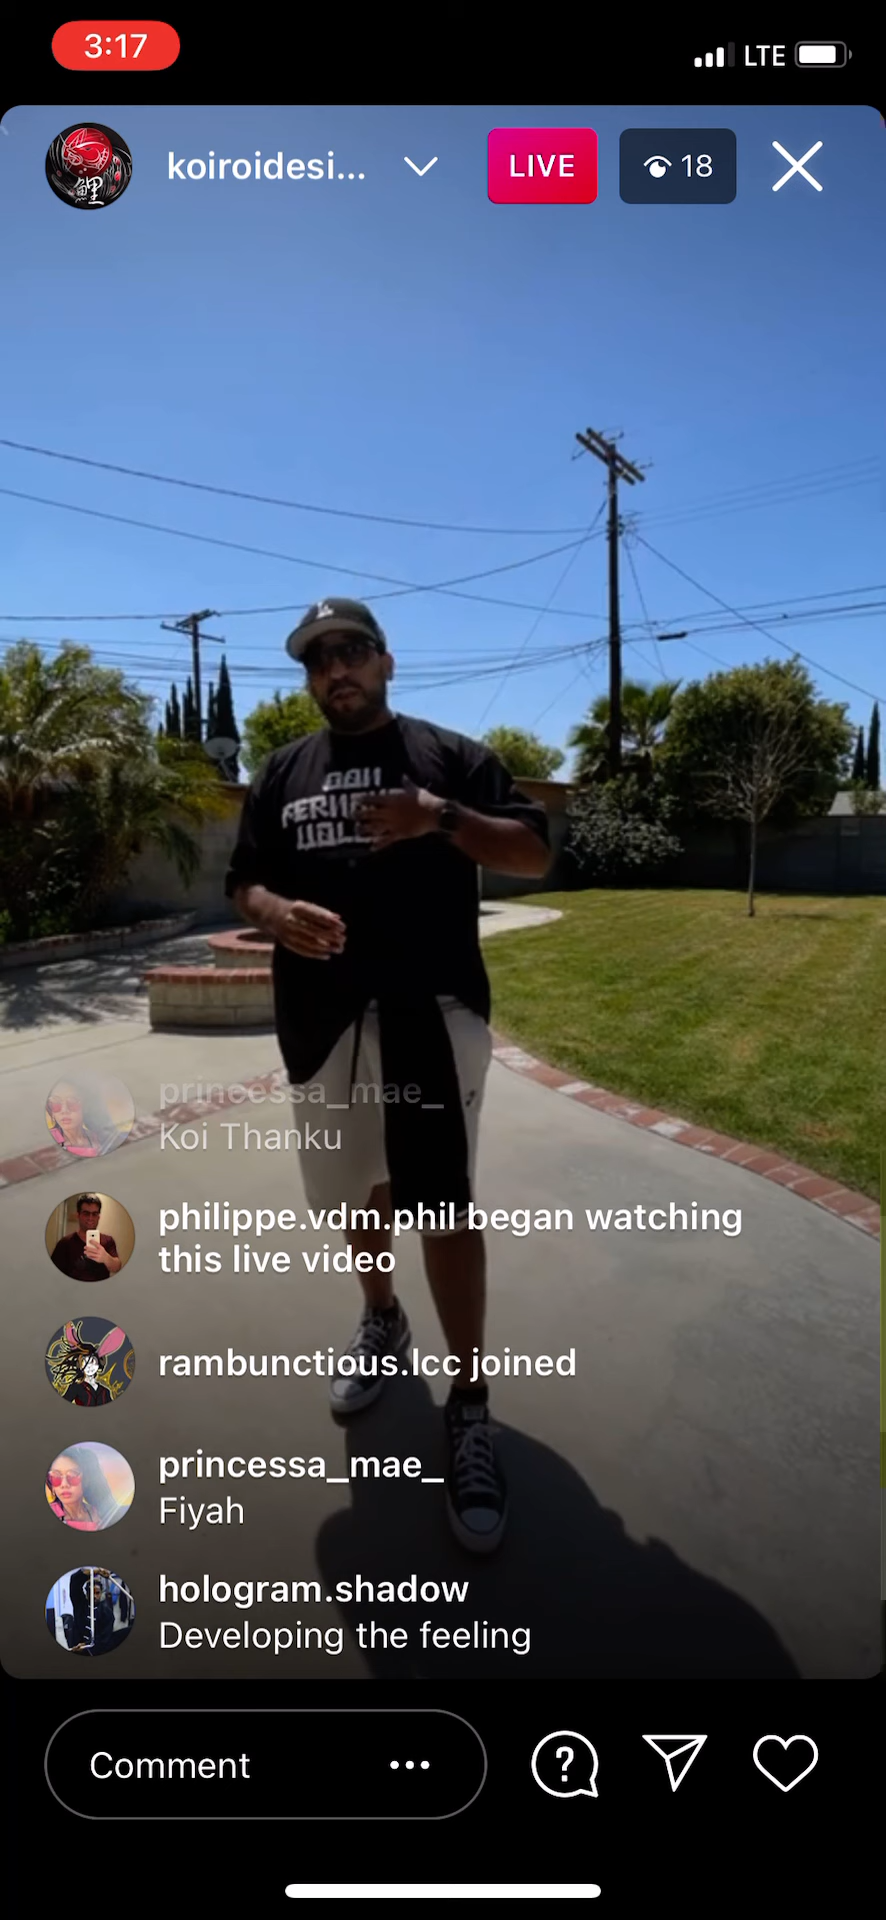 3:17
LTE
koiroidesi...
LIVE
18
鯉
princessa_mae_
Koi Thanku
philippe.vdm.phil began watching
this live video
rambunctious.lcc joined
princessa_mae_
Fiyah
hologram.shadow
Developing the feeling
Comment